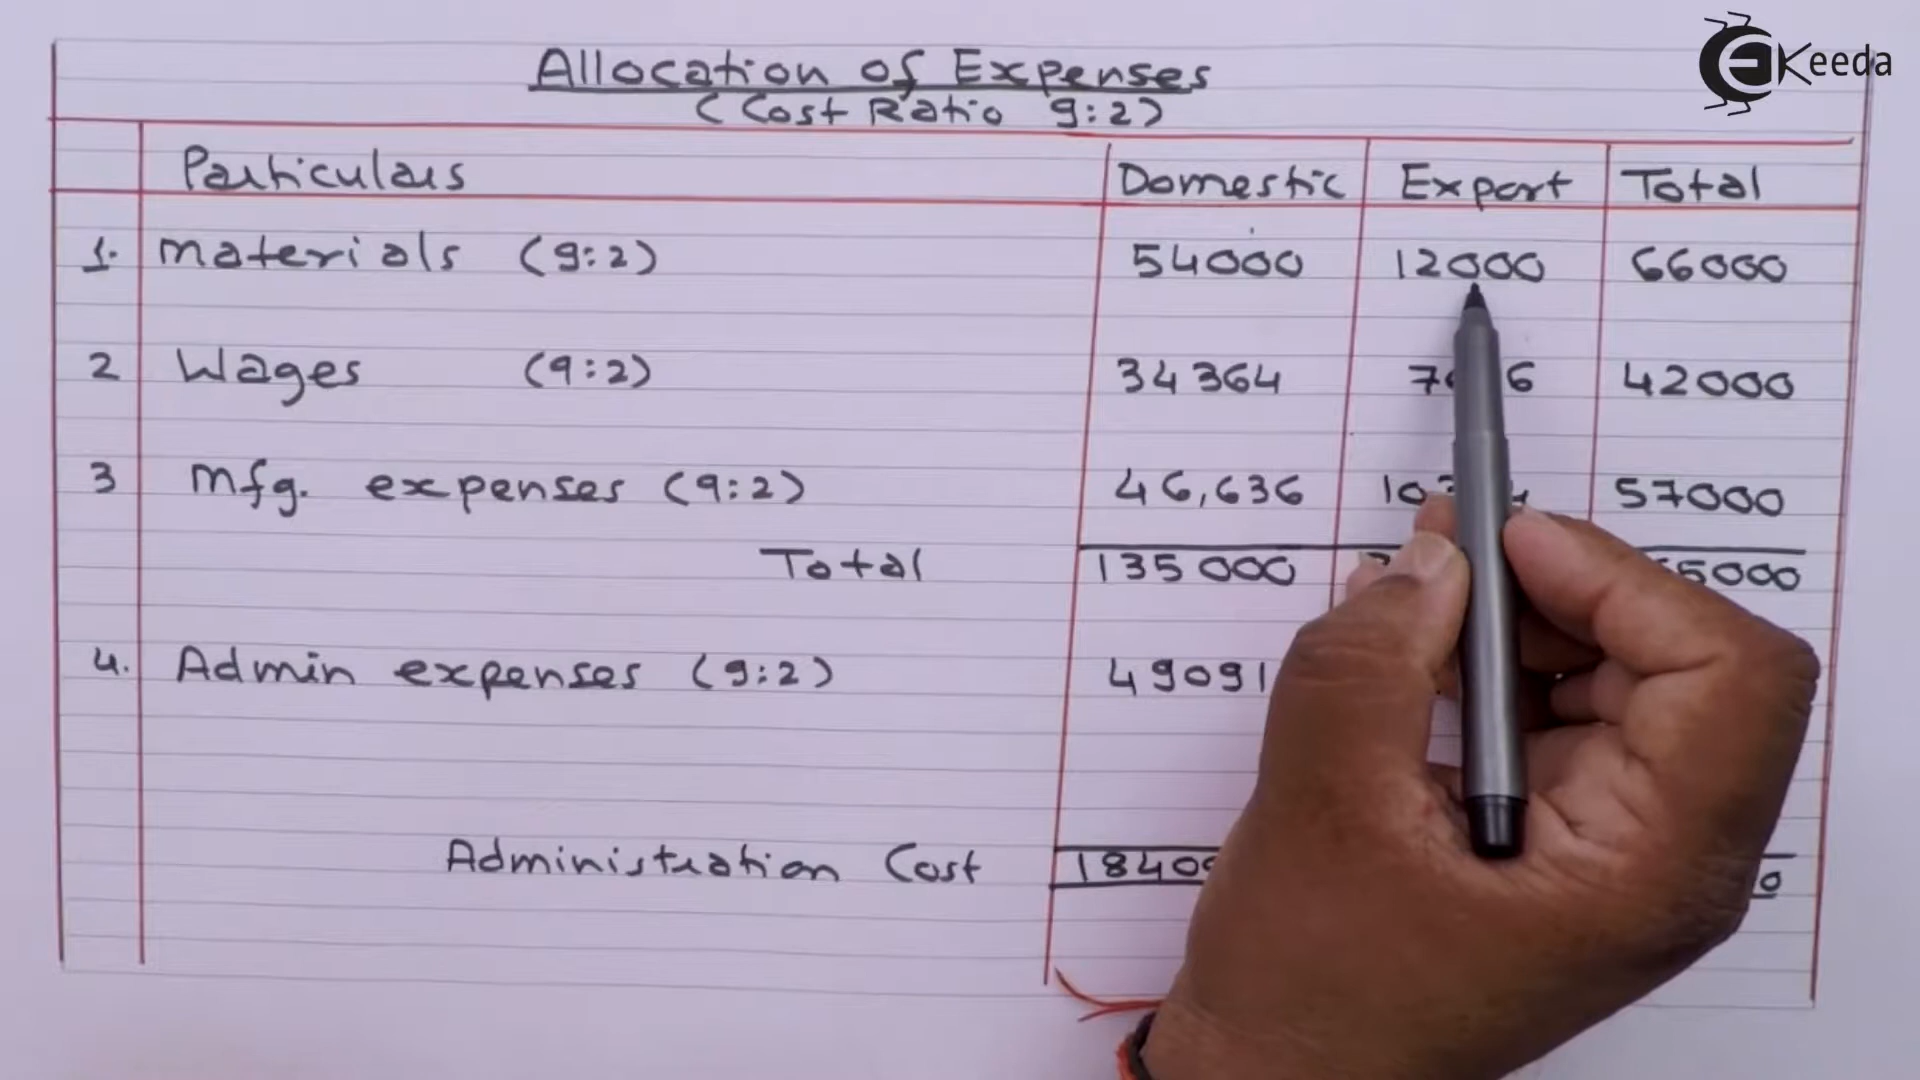 Keeda
Allocation of Expenses
(Cost Ratio 9:2)
Particulars Domestic Export Total
1. Materials (9:2) 54000 12000 66000
2 Wages (9:2) 34364 42000
3 Mfg. expenses (9:2) 46,636 57000
Total 135000
4. Admin expenses (9:2) 49091
Administration Cost